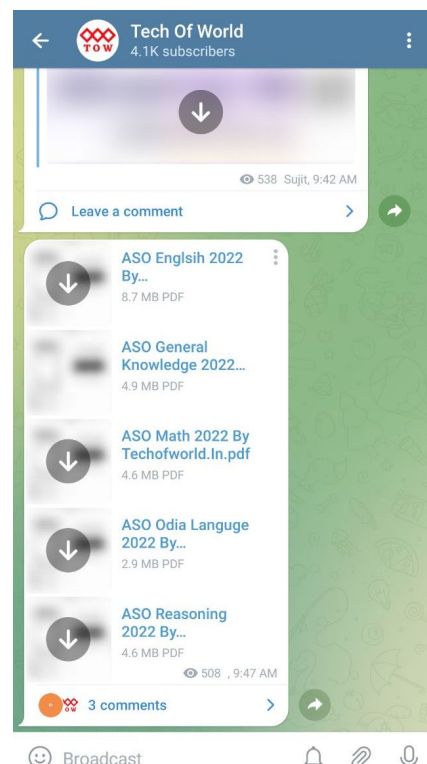 Tech Of World
TOW
4.1K subscribers
538 Sujit, 9:42 AM
Leave a comment
ASO Englsih 2022
By...
8.7 MB PDF
ASO General
Knowledge 2022...
4.9 MB PDF
ASO Math 2022 By
Techofworld.In.pdf
4.6 MB PDF
ASO Odia Languge
2022 By...
2.9 MB PDF
ASO Reasoning
2022 By...
4.6 MB PDF
508 , 9:47 AM
TOW
3 comments
Broadcast